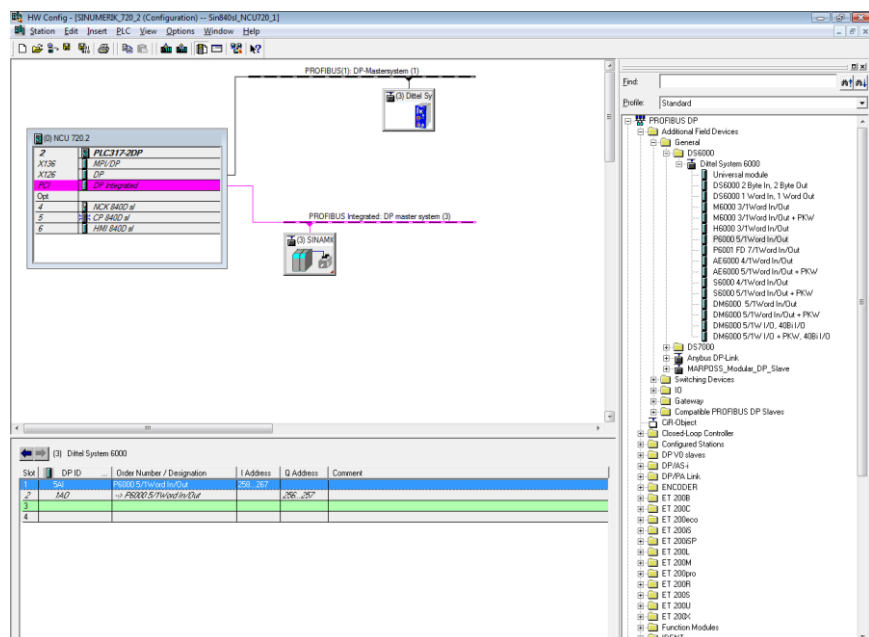 HW Config - [SINUMERIK_720_2 (Configuration) -- Sin840sl_NCU720_1]
Station Edit Insert PLC View Options Window Help
PROFIBUS(1): DP-Mastersystem (1)
(3) Dittel Sy
(0) NCU 720.2
2 PLC317-2DP
X136 MPI/DP
X126 DP
PCI DP Integrated
Opt
4 NCK 840D sl
5 CP 840D sl
6 HMI 840D sl
PROFIBUS Integrated: DP master system (3)
(3) SINAM
Find:
Profile: Standard
PROFIBUS DP
Additional Field Devices
General
DS6000
Dittel System 6000
Universal module
DS6000 2 Byte In, 2 Byte Out
DS6000 1 Word In, 1 Word Out
M6000 3/1Word In/Out
M6000 3/1Word In/Out + PKW
H6000 3/1Word In/Out
P6000 5/1Word In/Out
P6001 FD 7/1Word In/Out
AE6000 4/1Word In/Out
AE6000 5/1Word In/Out + PKW
S6000 4/1Word In/Out
S6000 5/1Word In/Out + PKW
DM6000 5/1Word In/Out
DM6000 5/1Word In/Out + PKW
DM6000 5/1W I/O, 40Bi I/O
DM6000 5/1W I/O + PKW, 40Bi I/O
DS7000
Anybus DP-Link
MARPOSS_Modular_DP_Slave
Switching Devices
IO
Gateway
Compatible PROFIBUS DP Slaves
CiR-Object
Closed-Loop Controller
Configured Stations
DP V0 slaves
DP/AS-i
DP/PA Link
ENCODER
ET 200B
ET 200C
ET 200eco
ET 200iS
ET 200iSP
ET 200L
ET 200M
ET 200pro
ET 200R
ET 200S
ET 200U
ET 200X
Function Modules
(3) Dittel System 6000
Slot DP ID ... Order Number / Designation I Address Q Address Comment
1 5AI P6000 5/1Word In/Out 258...267
2 1AO --> P6000 5/1Word In/Out 256...257
3
4